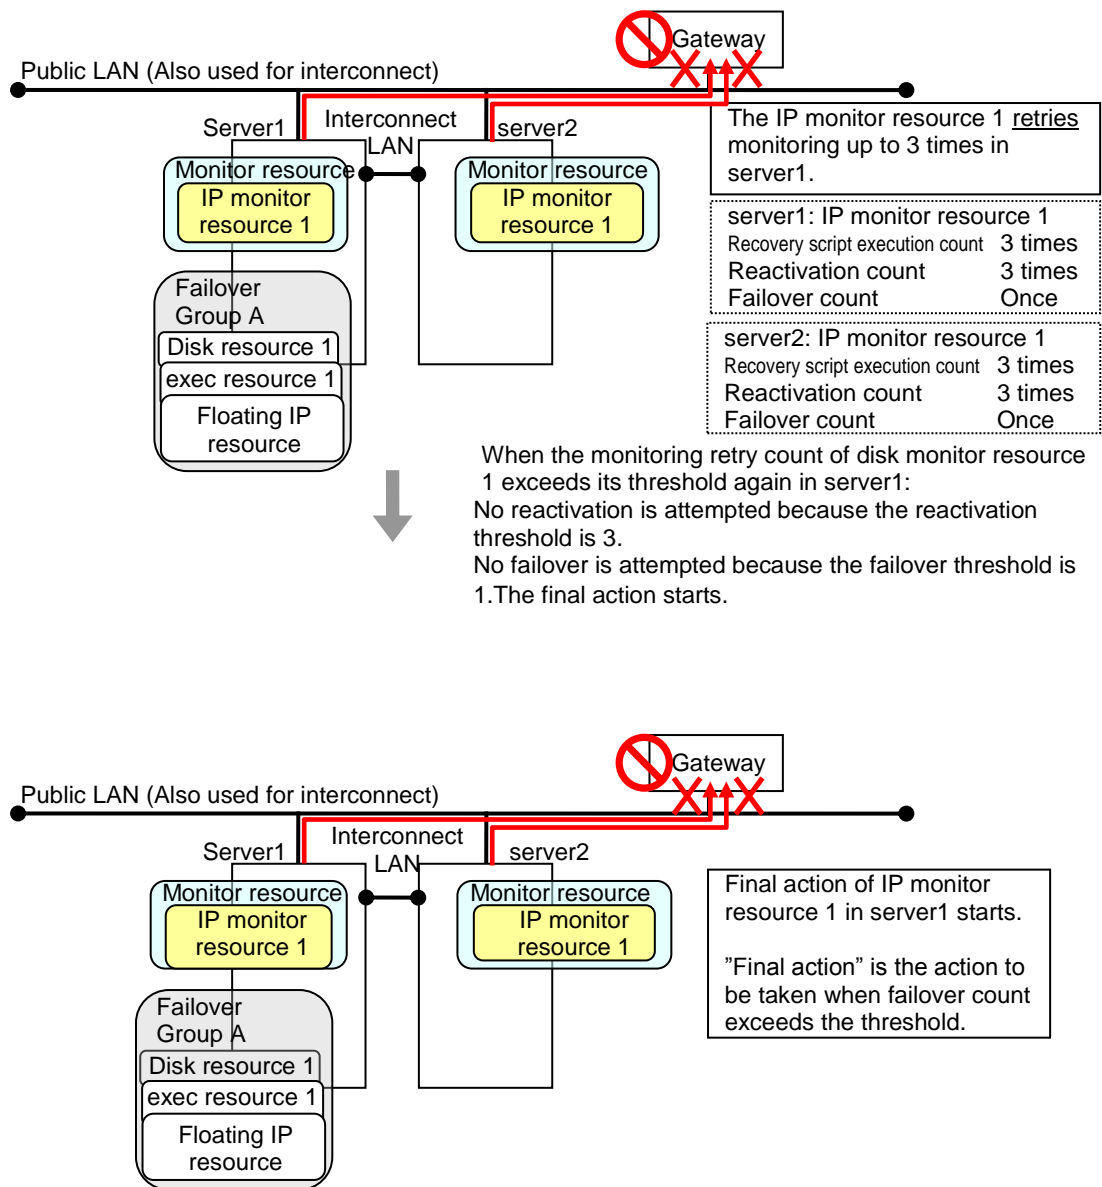 Gateway
Public LAN (Also used for interconnect)
Server1
Interconnect
LAN
server2
Monitor resource
IP monitor
resource 1
Monitor resource
IP monitor
resource 1
Failover
Group A
Disk resource 1
exec resource 1
Floating IP
resource
The IP monitor resource 1 retries
monitoring up to 3 times in
server1.
server1: IP monitor resource 1
Recovery script execution count 3 times
Reactivation count 3 times
Failover count Once
server2: IP monitor resource 1
Recovery script execution count 3 times
Reactivation count 3 times
Failover count Once
When the monitoring retry count of disk monitor resource
1 exceeds its threshold again in server1:
No reactivation is attempted because the reactivation
threshold is 3.
No failover is attempted because the failover threshold is
1.The final action starts.
Gateway
Public LAN (Also used for interconnect)
Server1
Interconnect
LAN
server2
Monitor resource
IP monitor
resource 1
Monitor resource
IP monitor
resource 1
Failover
Group A
Disk resource 1
exec resource 1
Floating IP
resource
Final action of IP monitor
resource 1 in server1 starts.
”Final action” is the action to
be taken when failover count
exceeds the threshold.